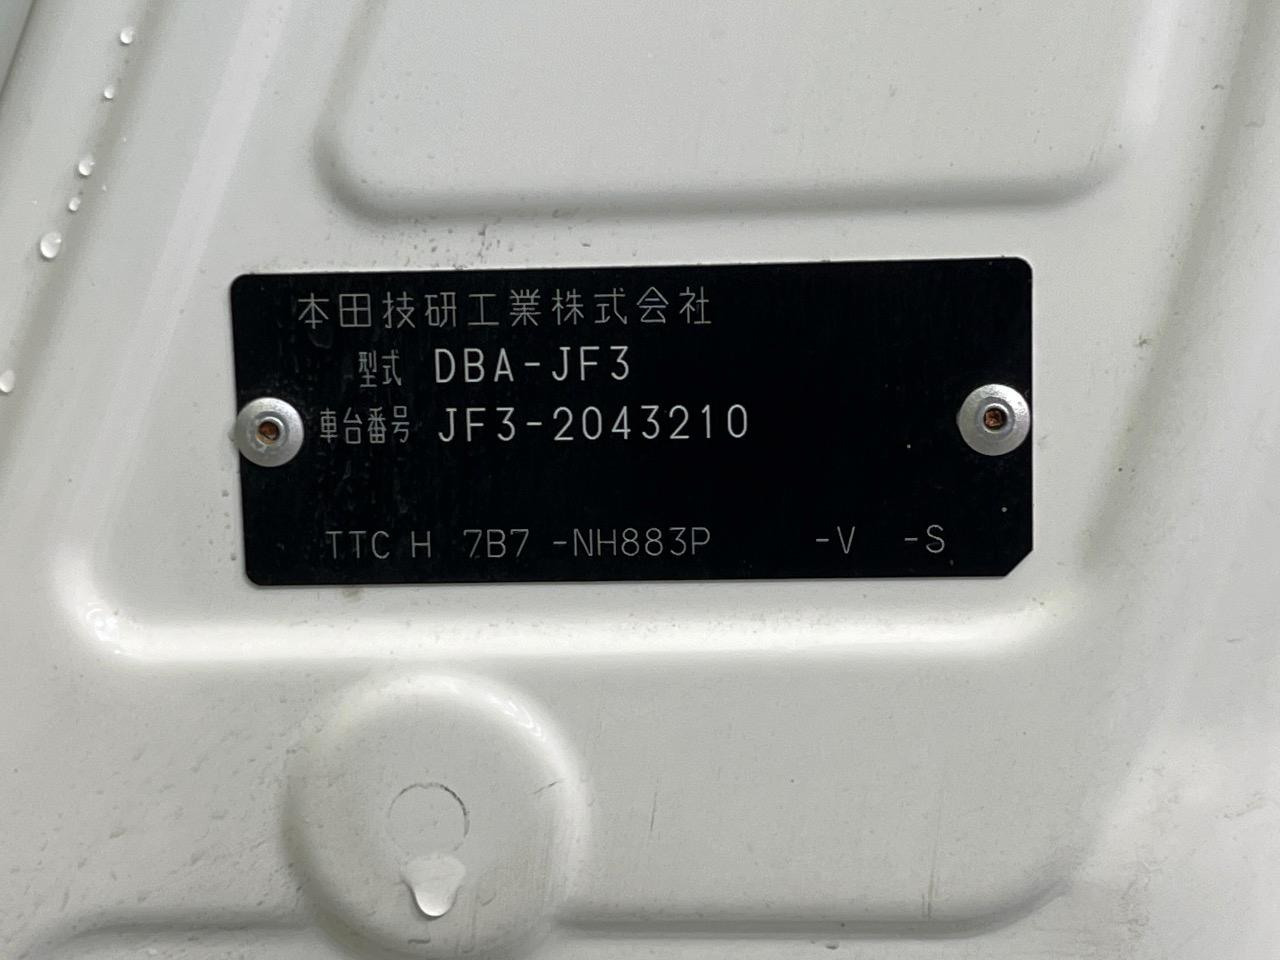 本田技研工業株式会社
型式 DBA-JF3
車台番号 JF3-2043210
TTC H 7B7 -NH883P -V -S